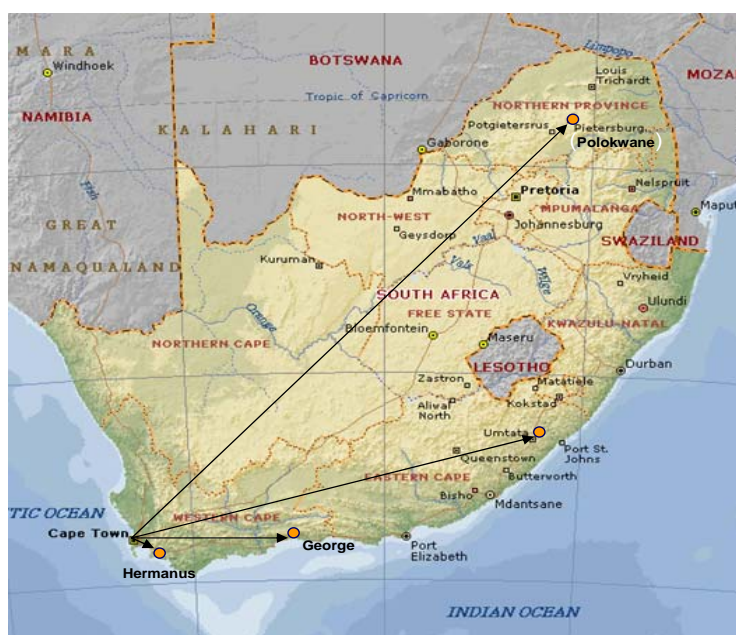 MARA
Windhoek
BOTSWANA
Limpopo
MOZA
Louis
Trichardt
Tropic of Capricorn
NORTHERN PROVINCE
NAMIBIA
KALAHARI
Potgietersrus
Pietersburg
(Polokwane)
Gaborone
Fish
Mmabatho
Pretoria
Nelspruit
MPUMALANGA
Maput
GREAT
NAMAQUALAND
NORTH-WEST
Geysdorp
Vaal
Johannesburg
SWAZILAND
Kuruman
Vals
Wilge
Vryheid
SOUTH AFRICA
Ulundi
Orange
FREE STATE
Bloemfontein
KWAZULU-NATAL
NORTHERN CAPE
Maseru
LESOTHO
Durban
Zastron
Matatiele
Aliwal
North
Kokstad
Umtata
Port St.
Johns
Queenstown
EASTERN CAPE
Butterworth
Bisho
Mdantsane
TIC OCEAN
WESTERN CAPE
Cape Town
George
Port
Elizabeth
Hermanus
INDIAN OCEAN